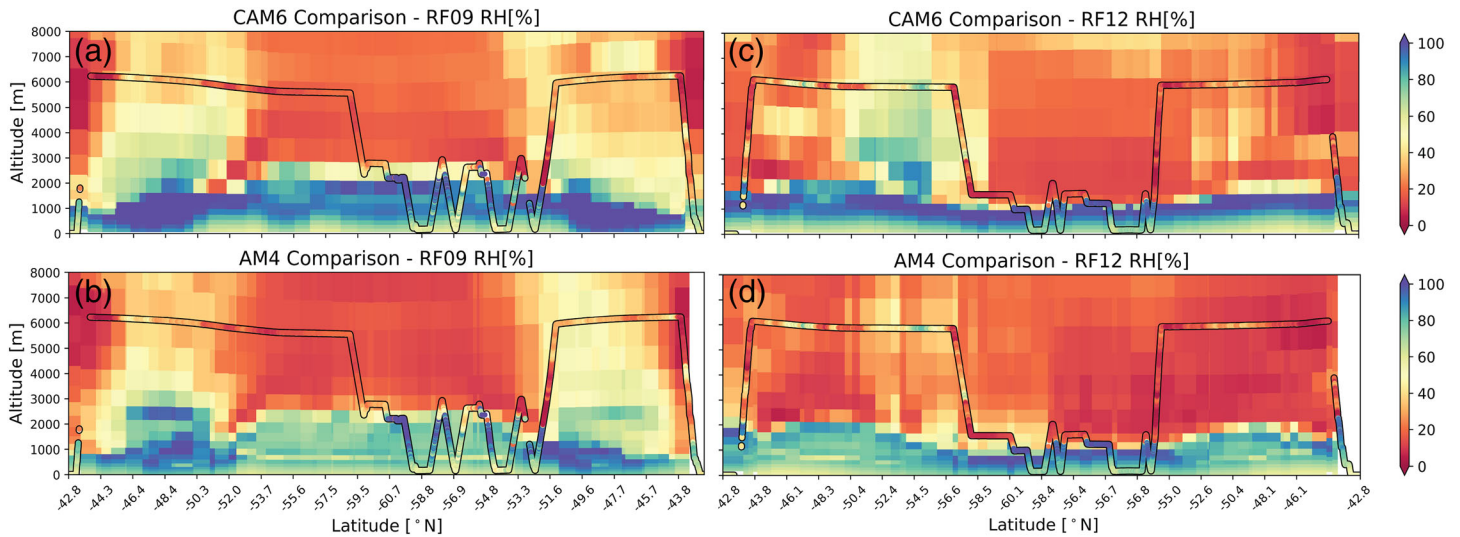 CAM6 Comparison - RF09 RH[%]
CAM6 Comparison - RF12 RH[%]
(a)
(c)
Altitude [m]
8000
7000
6000
5000
4000
3000
2000
1000
0
100
80
60
40
20
0
AM4 Comparison - RF09 RH[%]
AM4 Comparison - RF12 RH[%]
(b)
(d)
Altitude [m]
8000
7000
6000
5000
4000
3000
2000
1000
0
100
80
60
40
20
0
-42.8 -44.3 -46.4 -48.4 -50.3 -52.0 -53.7 -55.6 -57.5 -59.5 -60.7 -58.8 -56.9 -54.8 -53.3 -51.6 -49.6 -47.7 -45.7 -43.8
-42.8 -43.8 -46.1 -48.1 -50.4 -52.4 -54.5 -56.6 -58.5 -60.1 -58.4 -56.4 -56.7 -56.8 -55.0 -52.6 -50.4 -48.1 -46.1 -42.8
Latitude [°N]
Latitude [°N]